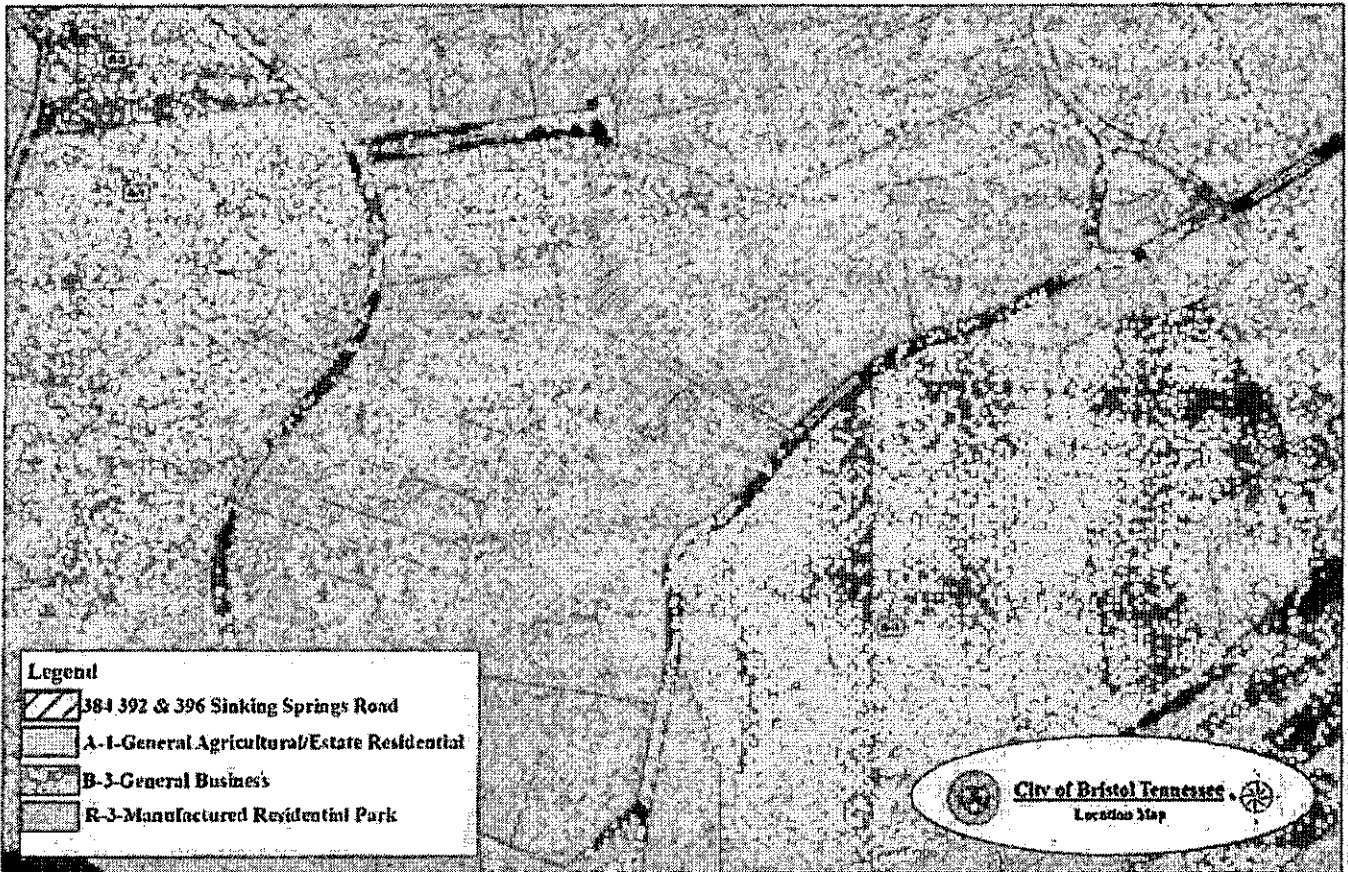 Legend
384 392 & 396 Sinking Springs Road
A-1-General Agricultural/Estate Residential
B-3-General Business
R-3-Manufactured Residential Park
City of Bristol Tennessee
Location Map